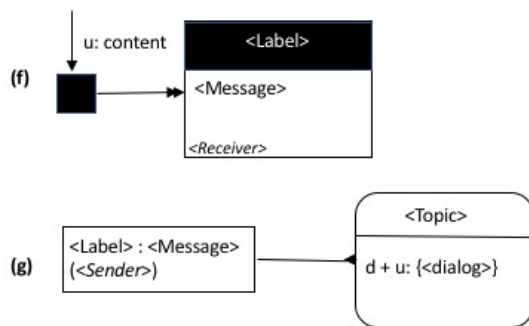 u: content
<Label>
(f)
<Message>
<Receiver>
<Topic>
<Label> : <Message>
(<Sender>)
(g)
d + u: {<dialog>}